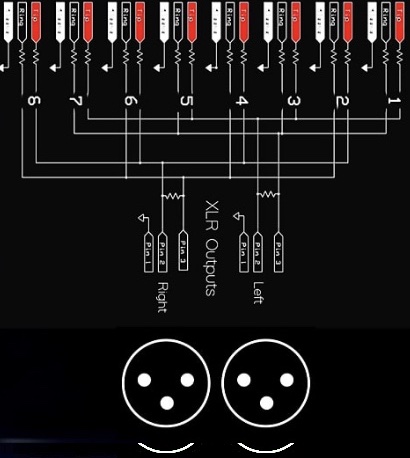 Ring Tip Ring Tip Ring Tip Ring Tip Ring Tip Ring Tip Ring Tip Ring Tip
8 7 6 5 4 3 2 1
XLR Outputs
Pin 1 Pin 2 Pin 3 Pin 1 Pin 2 Pin 3
Right Left